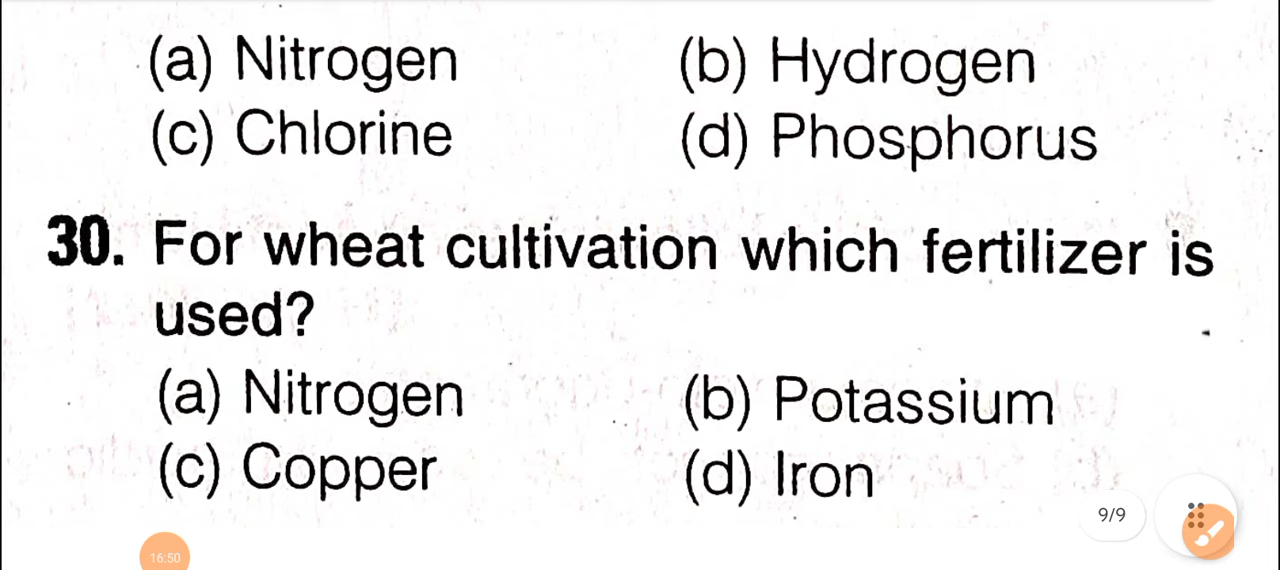 (a) Nitrogen (b) Hydrogen
(c) Chlorine (d) Phosphorus
30. For wheat cultivation which fertilizer is
used?
(a) Nitrogen (b) Potassium
(c) Copper (d) Iron
9/9
16:50